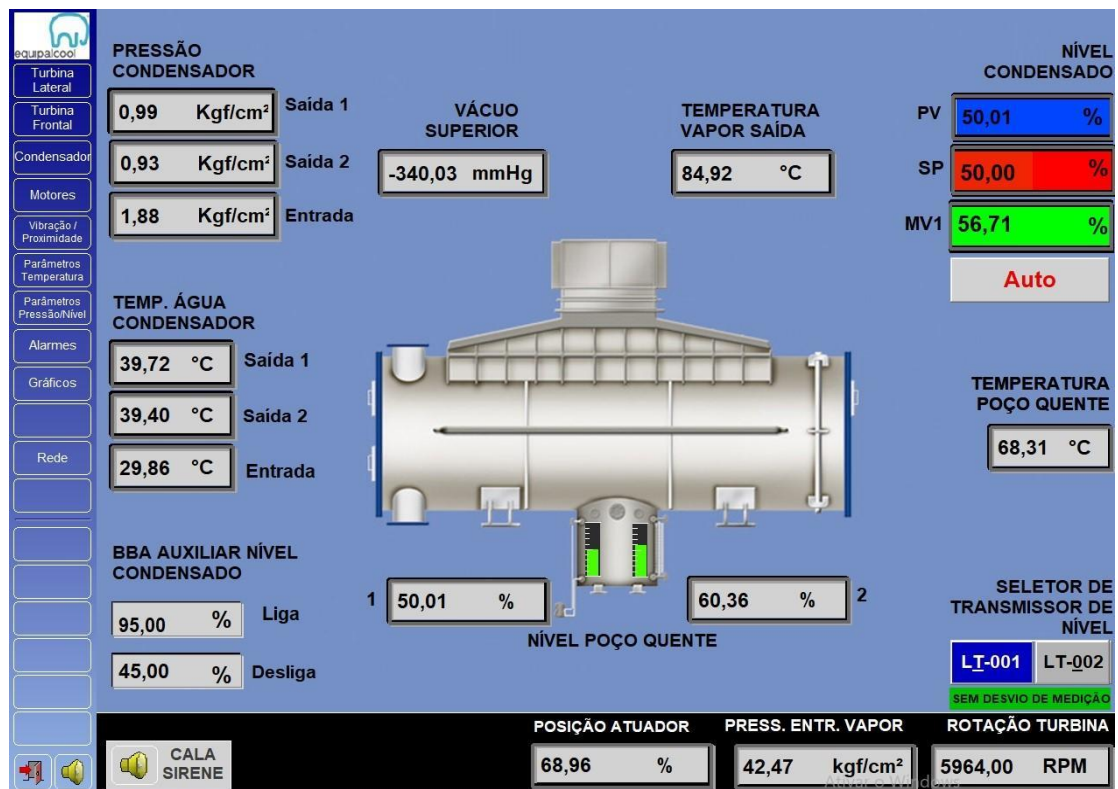 equipalcool
Turbina
Lateral
Turbina
Frontal
Condensador
Motores
Vibração /
Proximidade
Parâmetros
Temperatura
Parâmetros
Pressão/Nível
Alarmes
Gráficos
Rede
PRESSÃO
CONDENSADOR
0,99 Kgf/cm² Saída 1
0,93 Kgf/cm² Saída 2
1,88 Kgf/cm² Entrada
VÁCUO
SUPERIOR
-340,03 mmHg
TEMPERATURA
VAPOR SAÍDA
84,92 °C
NÍVEL
CONDENSADO
PV 50,01 %
SP 50,00 %
MV1 56,71 %
Auto
TEMP. ÁGUA
CONDENSADOR
39,72 °C Saída 1
39,40 °C Saída 2
29,86 °C Entrada
TEMPERATURA
POÇO QUENTE
68,31 °C
BBA AUXILIAR NÍVEL
CONDENSADO
95,00 % Liga
45,00 % Desliga
1 50,01 %
60,36 % 2
NÍVEL POÇO QUENTE
SELETOR DE
TRANSMISSOR DE
NÍVEL
LT-001 LT-002
SEM DESVIO DE MEDIÇÃO
CALA
SIRENE
POSIÇÃO ATUADOR
68,96 %
PRESS. ENTR. VAPOR
42,47 kgf/cm²
ROTAÇÃO TURBINA
5964,00 RPM
Ativar o Windows